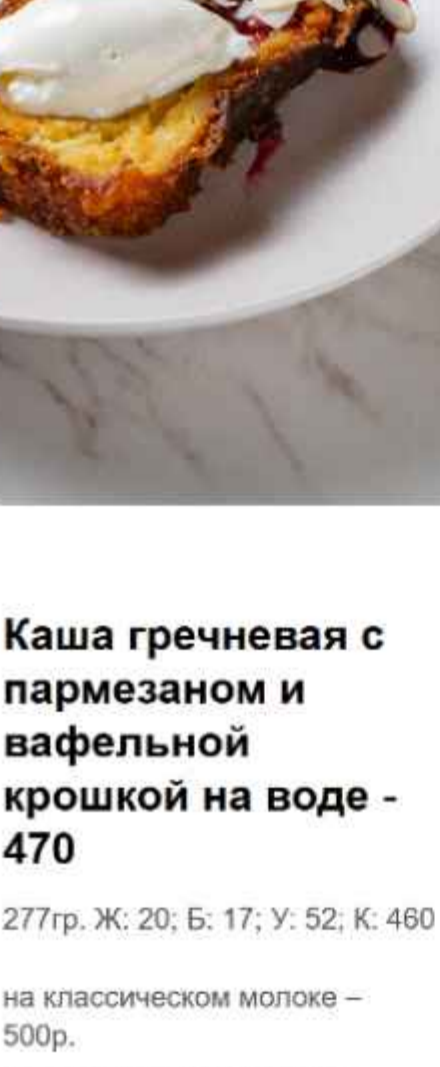 Каша гречневая с
пармезаном и
вафельной
крошкой на воде -
470
277гр. Ж: 20; Б: 17; У: 52; К: 460
на классическом молоке –
500р.